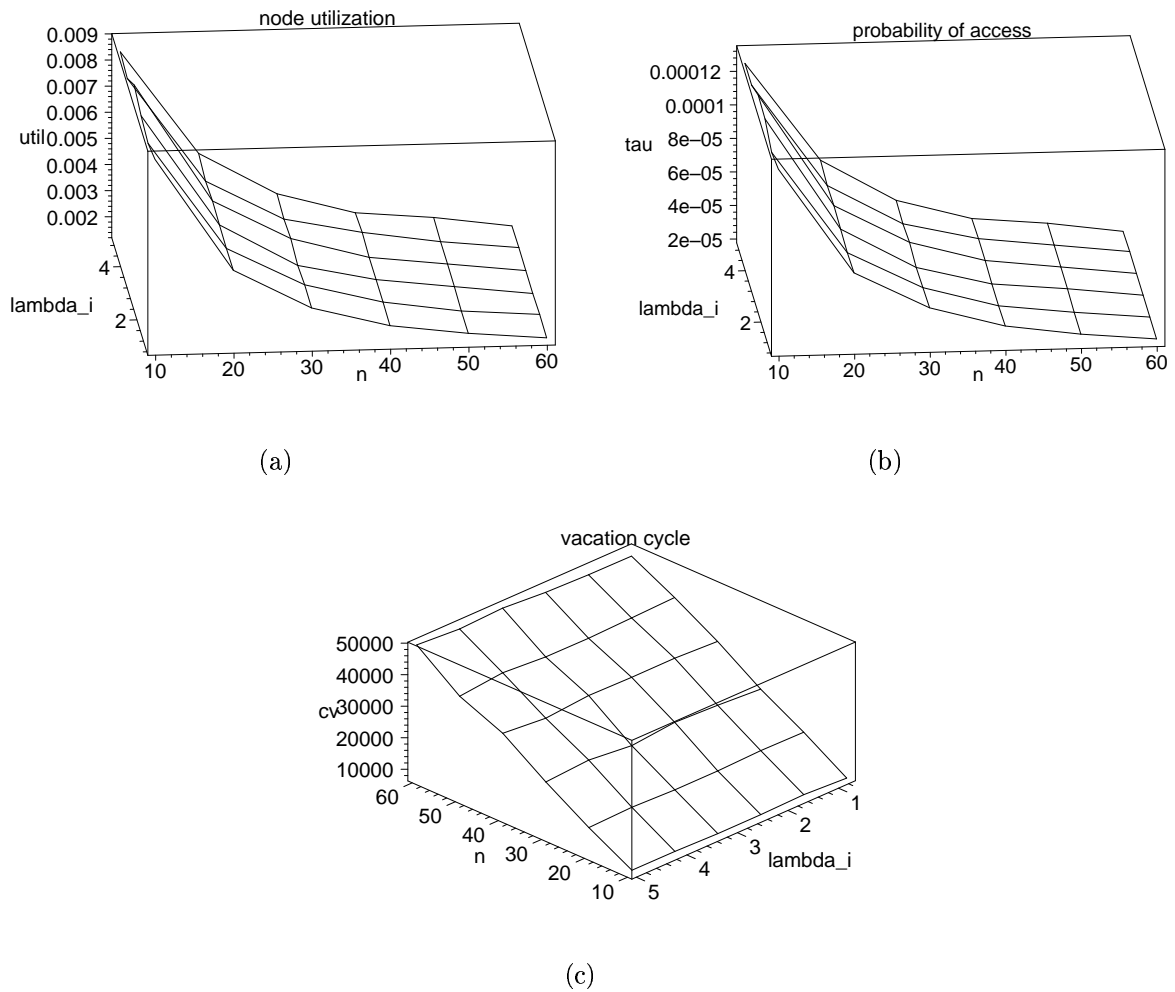 node utilization
0.009
0.008
0.007
0.006
util 0.005
0.004
0.003
0.002
4
lambda_i
2
10 20 30 40 50 60
n
(a)
probability of access
0.00012
0.0001
tau 8e–05
6e–05
4e–05
2e–05
4
lambda_i
2
10 20 30 40 50 60
n
(b)
vacation cycle
50000
40000
cv 30000
20000
10000
60 50 40 30 20 10
n
5 4 3 2 1
lambda_i
(c)